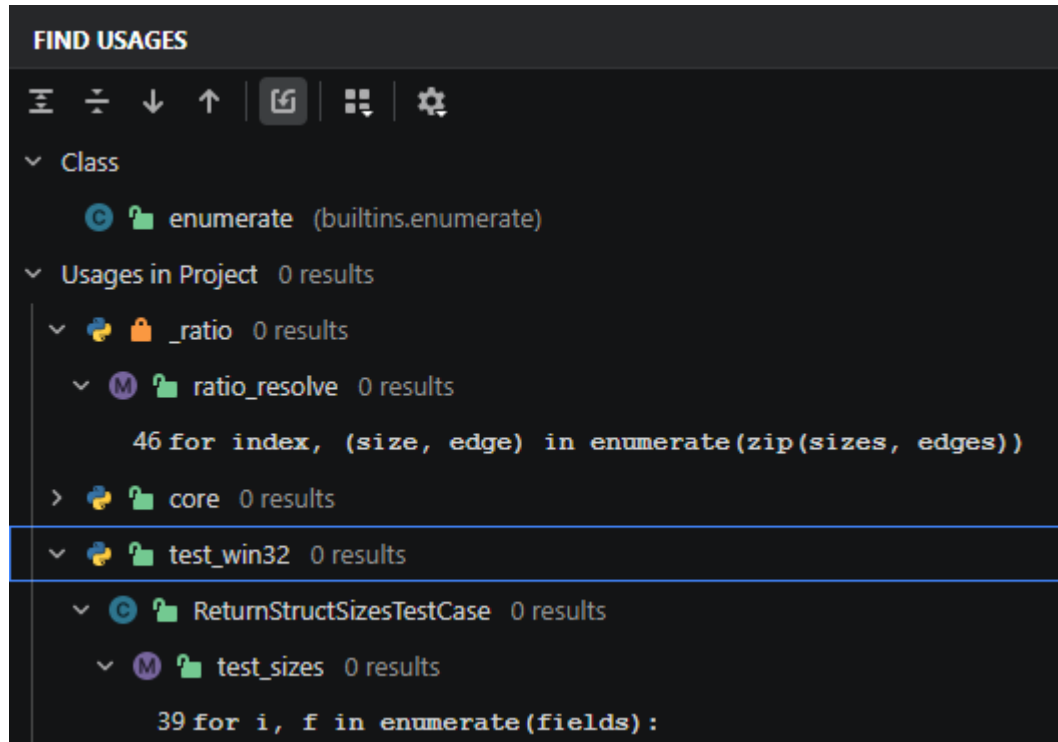 FIND USAGES
Class
C enumerate (builtins.enumerate)
Usages in Project 0 results
_ratio 0 results
M ratio_resolve 0 results
46 for index, (size, edge) in enumerate(zip(sizes, edges))
core 0 results
test_win32 0 results
C ReturnStructSizesTestCase 0 results
M test_sizes 0 results
39 for i, f in enumerate(fields):